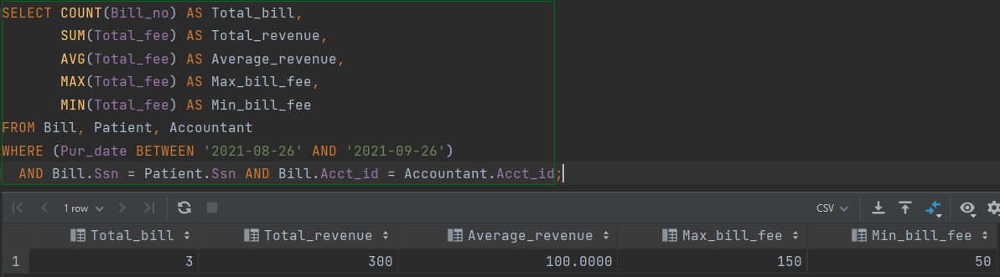 SELECT COUNT(Bill_no) AS Total_bill,
SUM(Total_fee) AS Total_revenue,
AVG(Total_fee) AS Average_revenue,
MAX(Total_fee) AS Max_bill_fee,
MIN(Total_fee) AS Min_bill_fee
FROM Bill, Patient, Accountant
WHERE (Pur_date BETWEEN '2021-08-26' AND '2021-09-26')
AND Bill.Ssn = Patient.Ssn AND Bill.Acct_id = Accountant.Acct_id;
1 row CSV
Total_bill Total_revenue Average_revenue Max_bill_fee Min_bill_fee
1 3 300 100.0000 150 50